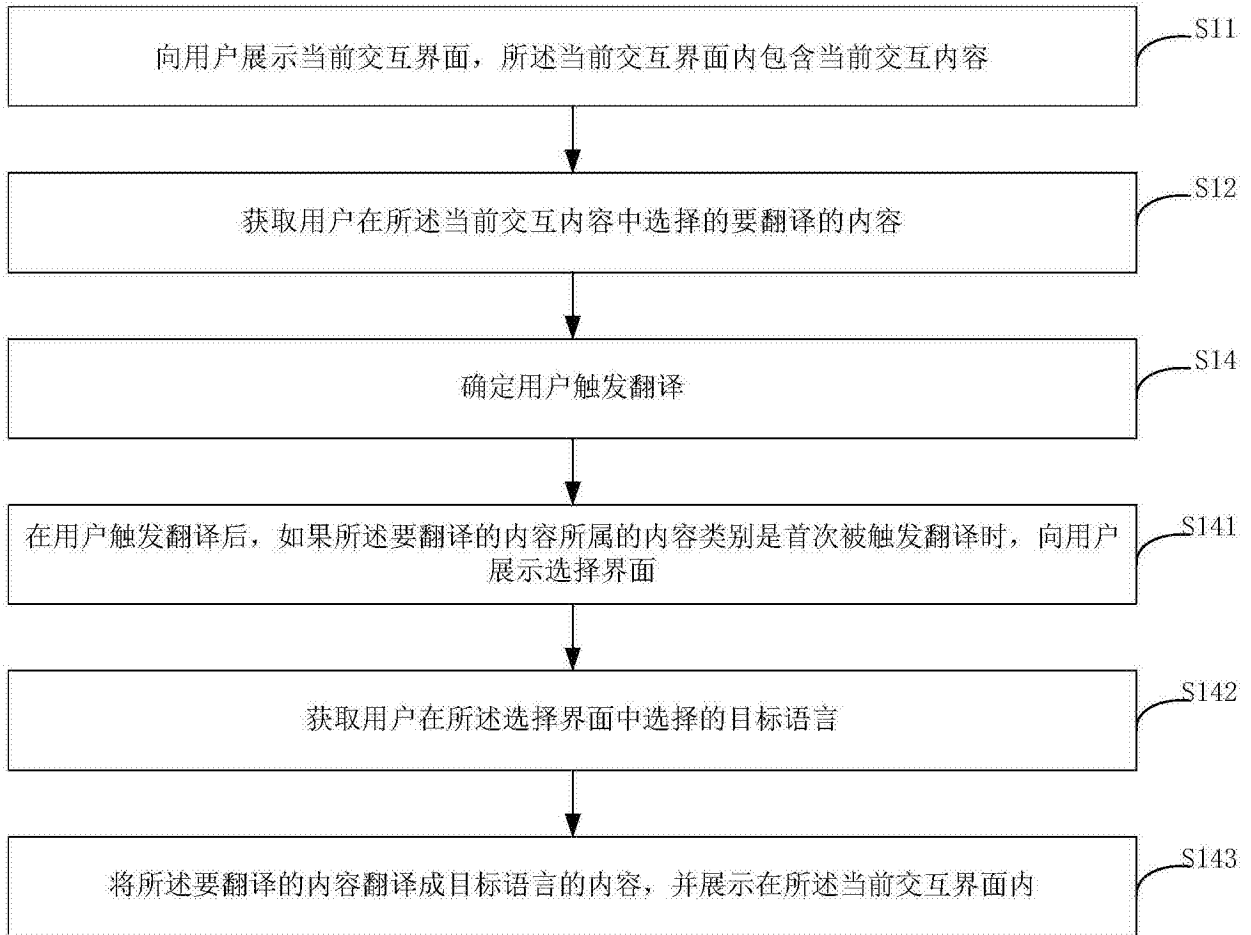 向用户展示当前交互界面，所述当前交互界面内包含当前交互内容
S11
获取用户在所述当前交互内容中选择的要翻译的内容
S12
确定用户触发翻译
S14
在用户触发翻译后，如果所述要翻译的内容所属的内容类别是首次被触发翻译时，向用户
展示选择界面
S141
获取用户在所述选择界面中选择的目标语言
S142
将所述要翻译的内容翻译成目标语言的内容，并展示在所述当前交互界面内
S143